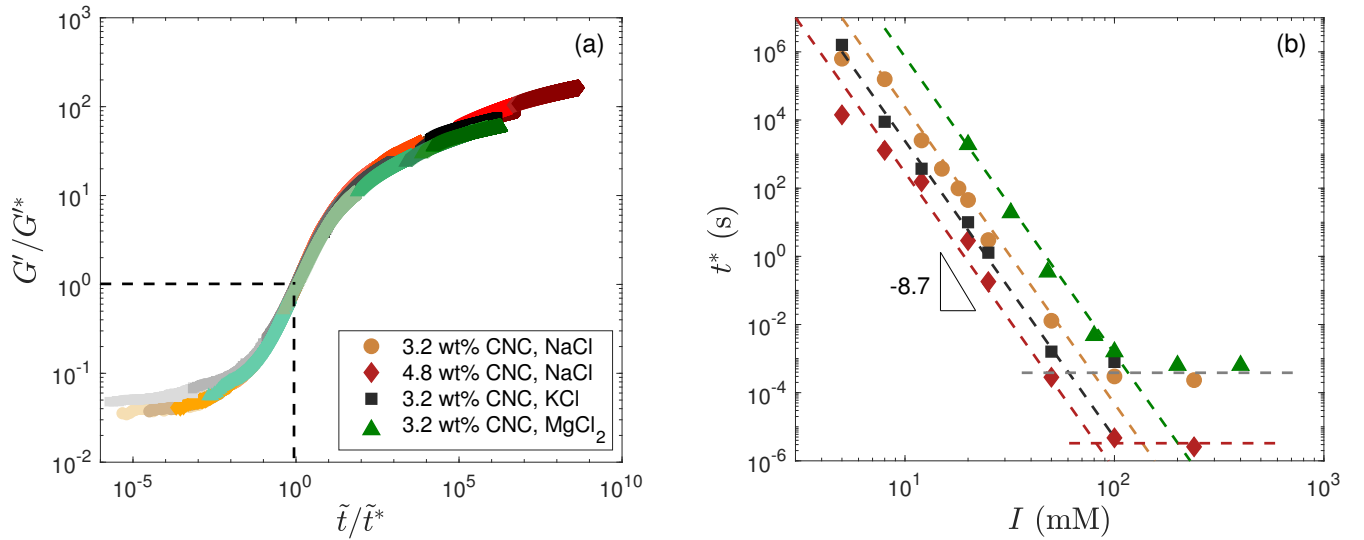 (a)
10^3
10^2
10^1
10^0
10^-1
10^-2
G'/G'*
10^-5
10^0
10^5
10^10
t̃/t̃*
3.2 wt% CNC, NaCl
4.8 wt% CNC, NaCl
3.2 wt% CNC, KCl
3.2 wt% CNC, MgCl₂
(b)
10^6
10^4
10^2
10^0
10^-2
10^-4
10^-6
t* (s)
-8.7
10^1
10^2
10^3
I (mM)